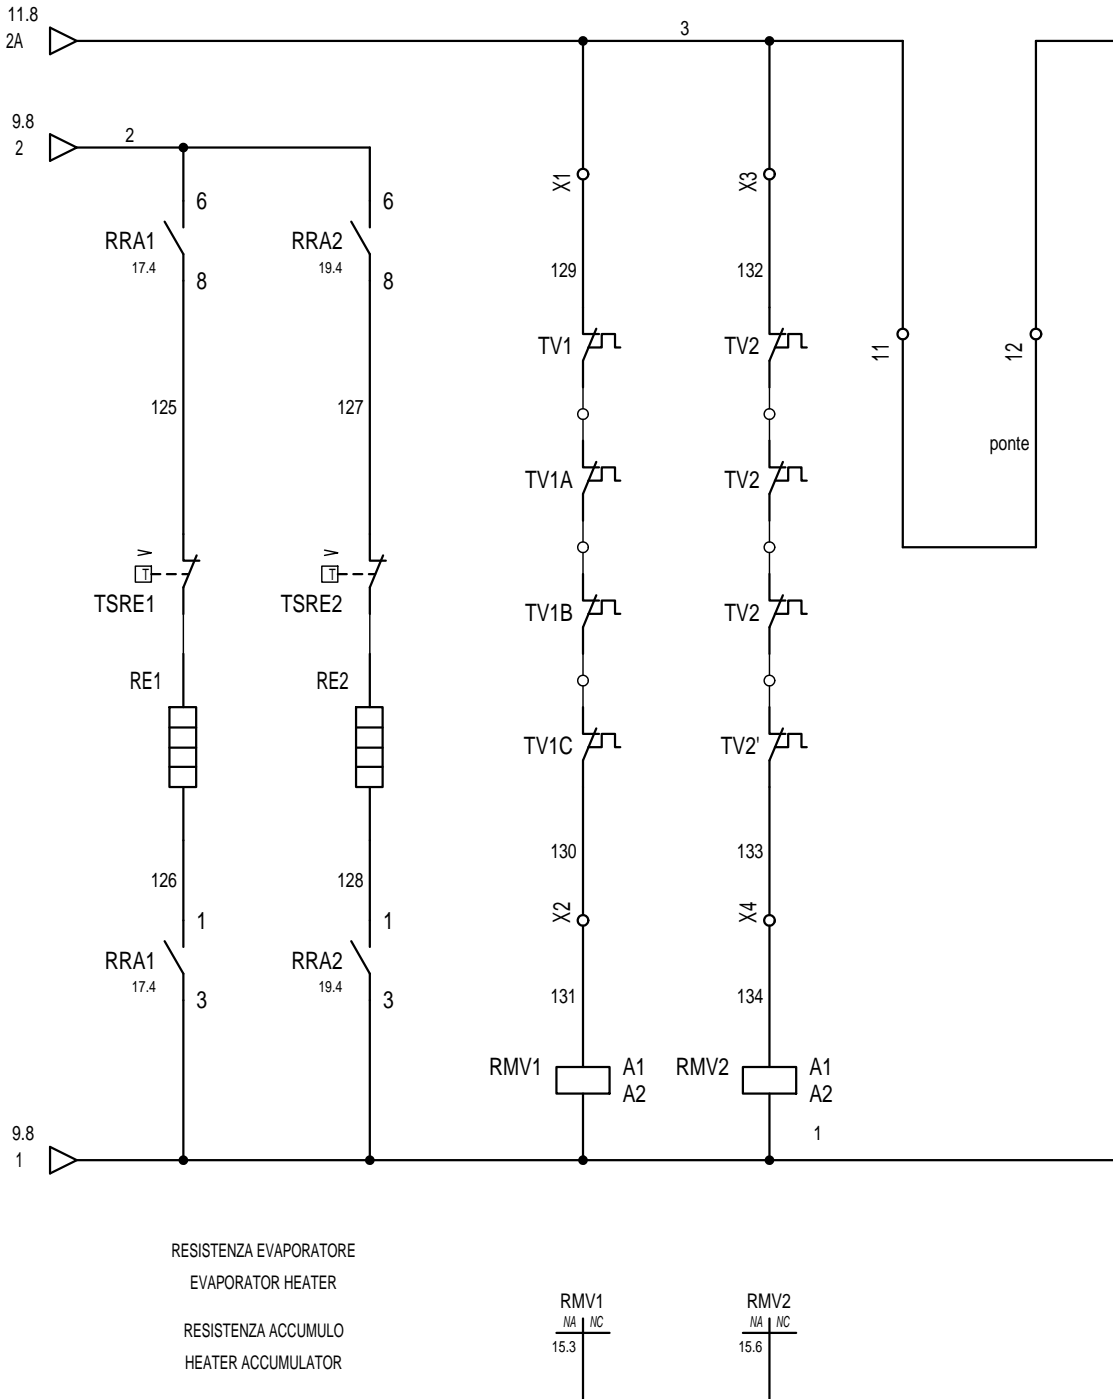 11.8
2A
3
9.8
2
2
X1
X3
6
6
RRA1
RRA2
17.4
19.4
129
132
8
8
TV1
TV2
11
12
125
127
ponte
TV1A
TV2
V
V
T
T
TSRE1
TSRE2
TV1B
TV2
RE1
RE2
TV1C
TV2'
130
133
126
128
X2
X4
1
1
RRA1
RRA2
17.4
19.4
131
134
3
3
RMV1
A1
RMV2
A1
A2
A2
9.8
1
1
RESISTENZA EVAPORATORE
EVAPORATOR HEATER
RESISTENZA ACCUMULO
HEATER ACCUMULATOR
RMV1
NA NC
15.3
RMV2
NA NC
15.6